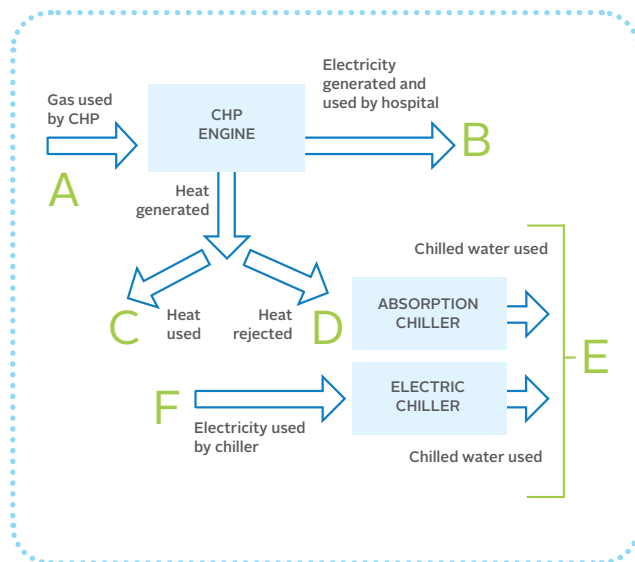 Gas used
by CHP
A
CHP
ENGINE
Electricity
generated and
used by hospital
B
Heat
generated
C
Heat
used
Heat
rejected
D
Chilled water used
ABSORPTION
CHILLER
E
F
Electricity used
by chiller
ELECTRIC
CHILLER
Chilled water used